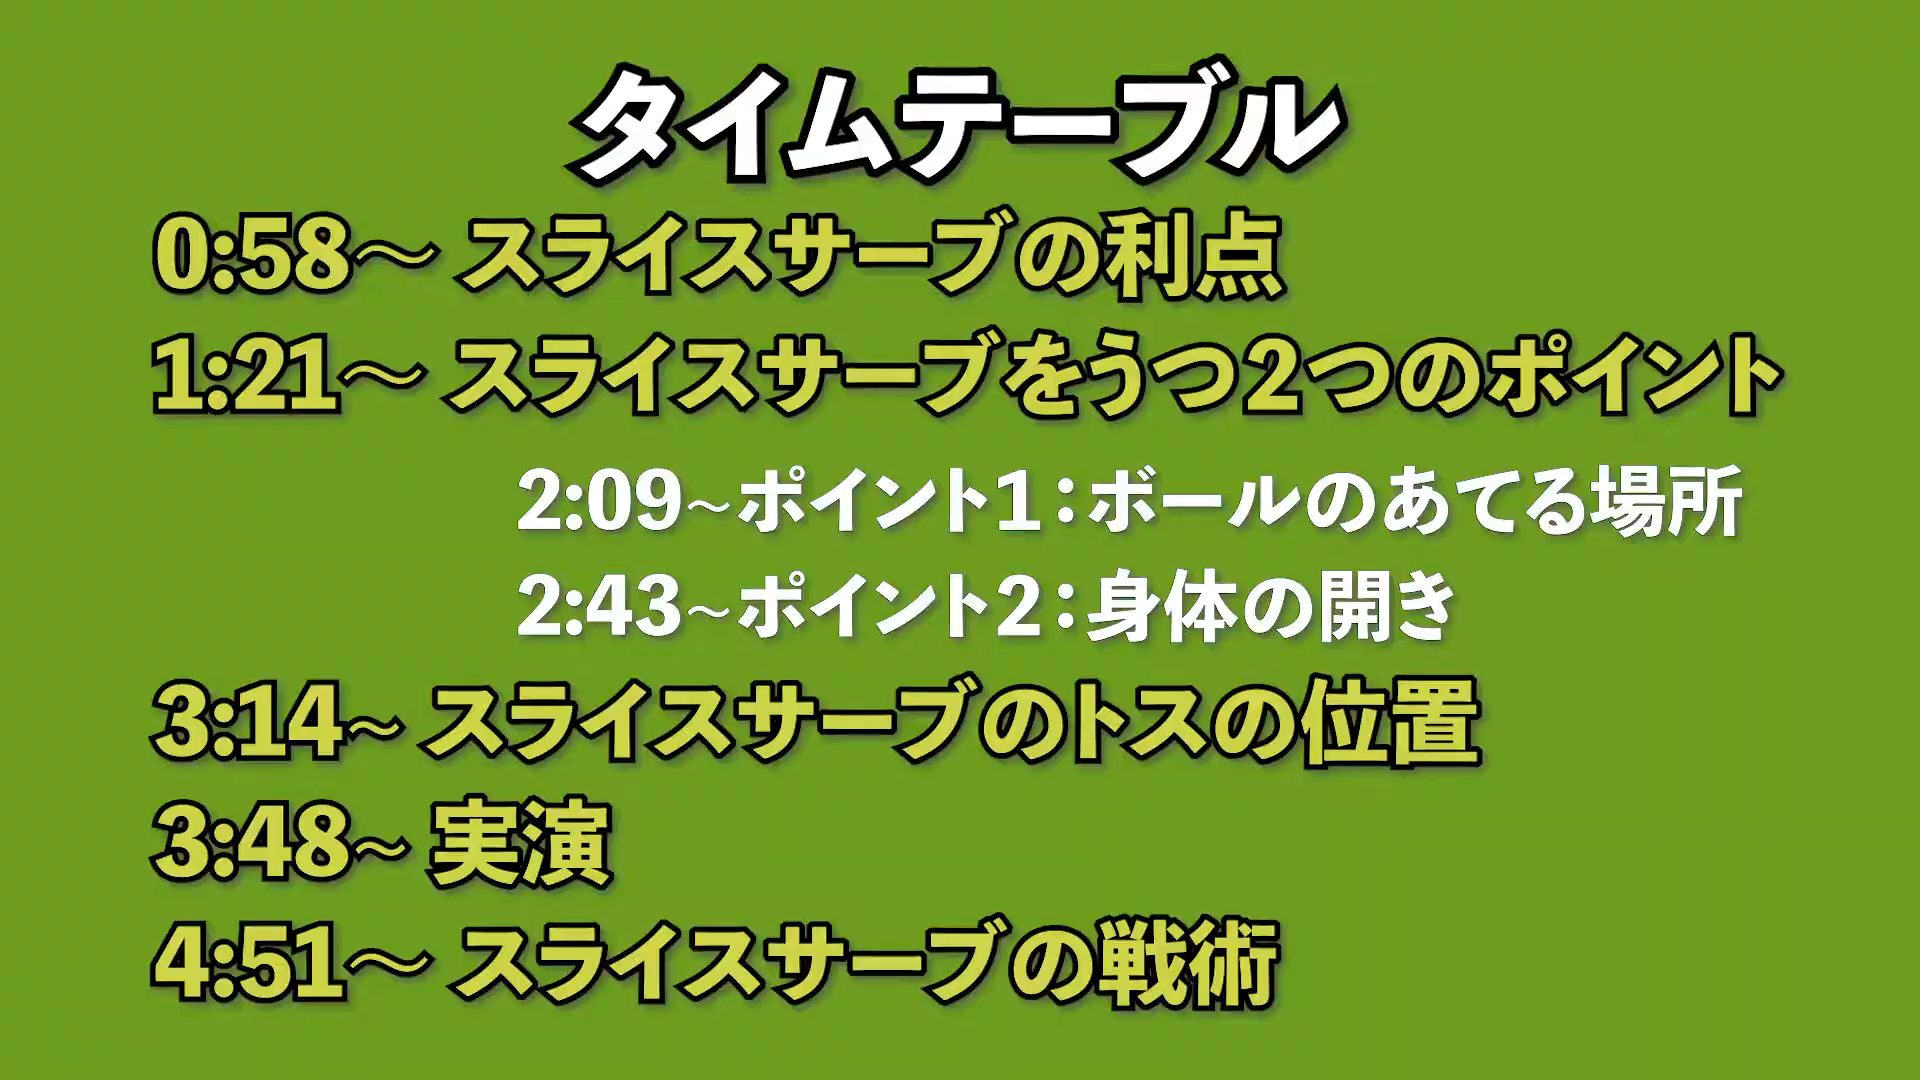 タイムテーブル
0:58〜 スライスサーブの利点
1:21〜 スライスサーブをうつ2つのポイント
2:09~ポイント1：ボールのあてる場所
2:43~ポイント2：身体の開き
3:14~ スライスサーブのトスの位置
3:48~ 実演
4:51〜 スライスサーブの戦術